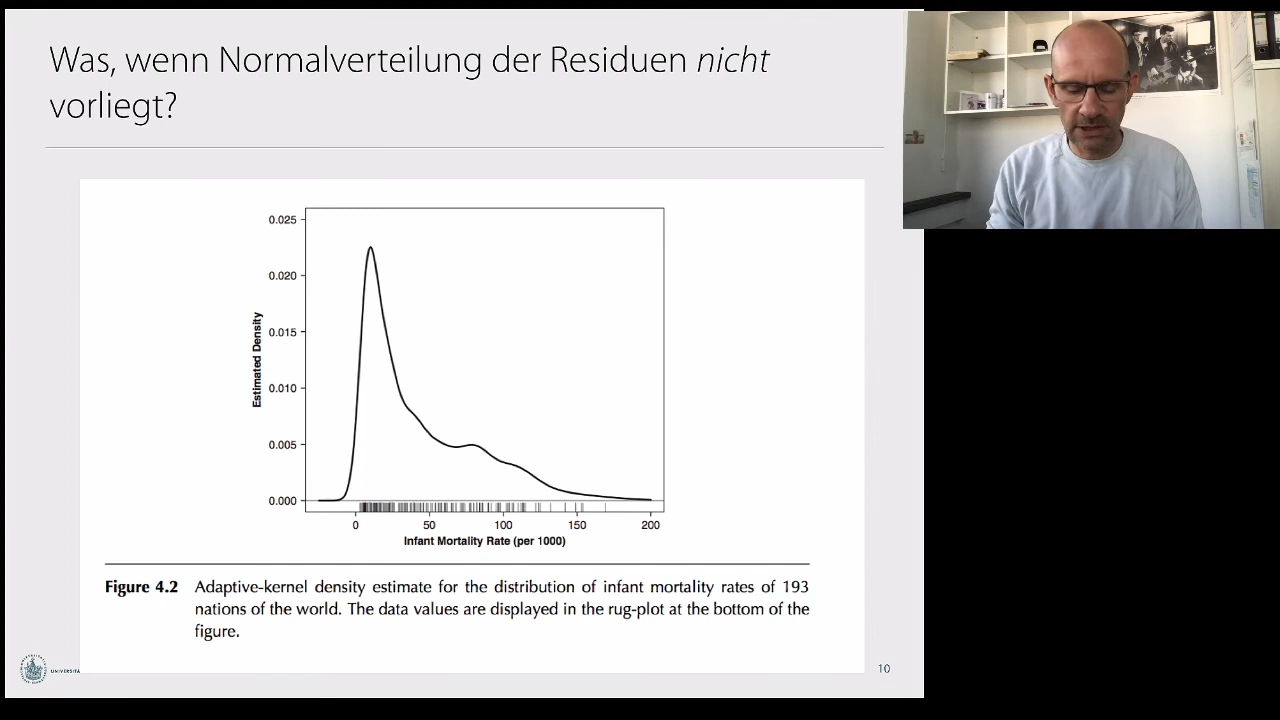 Was, wenn Normalverteilung der Residuen nicht
vorliegt?
0.025
0.020
0.015
0.010
0.005
0.000
Estimated Density
0 50 100 150 200
Infant Mortality Rate (per 1000)
Figure 4.2 Adaptive-kernel density estimate for the distribution of infant mortality rates of 193
nations of the world. The data values are displayed in the rug-plot at the bottom of the
figure.
UNIVERSITÄ
10